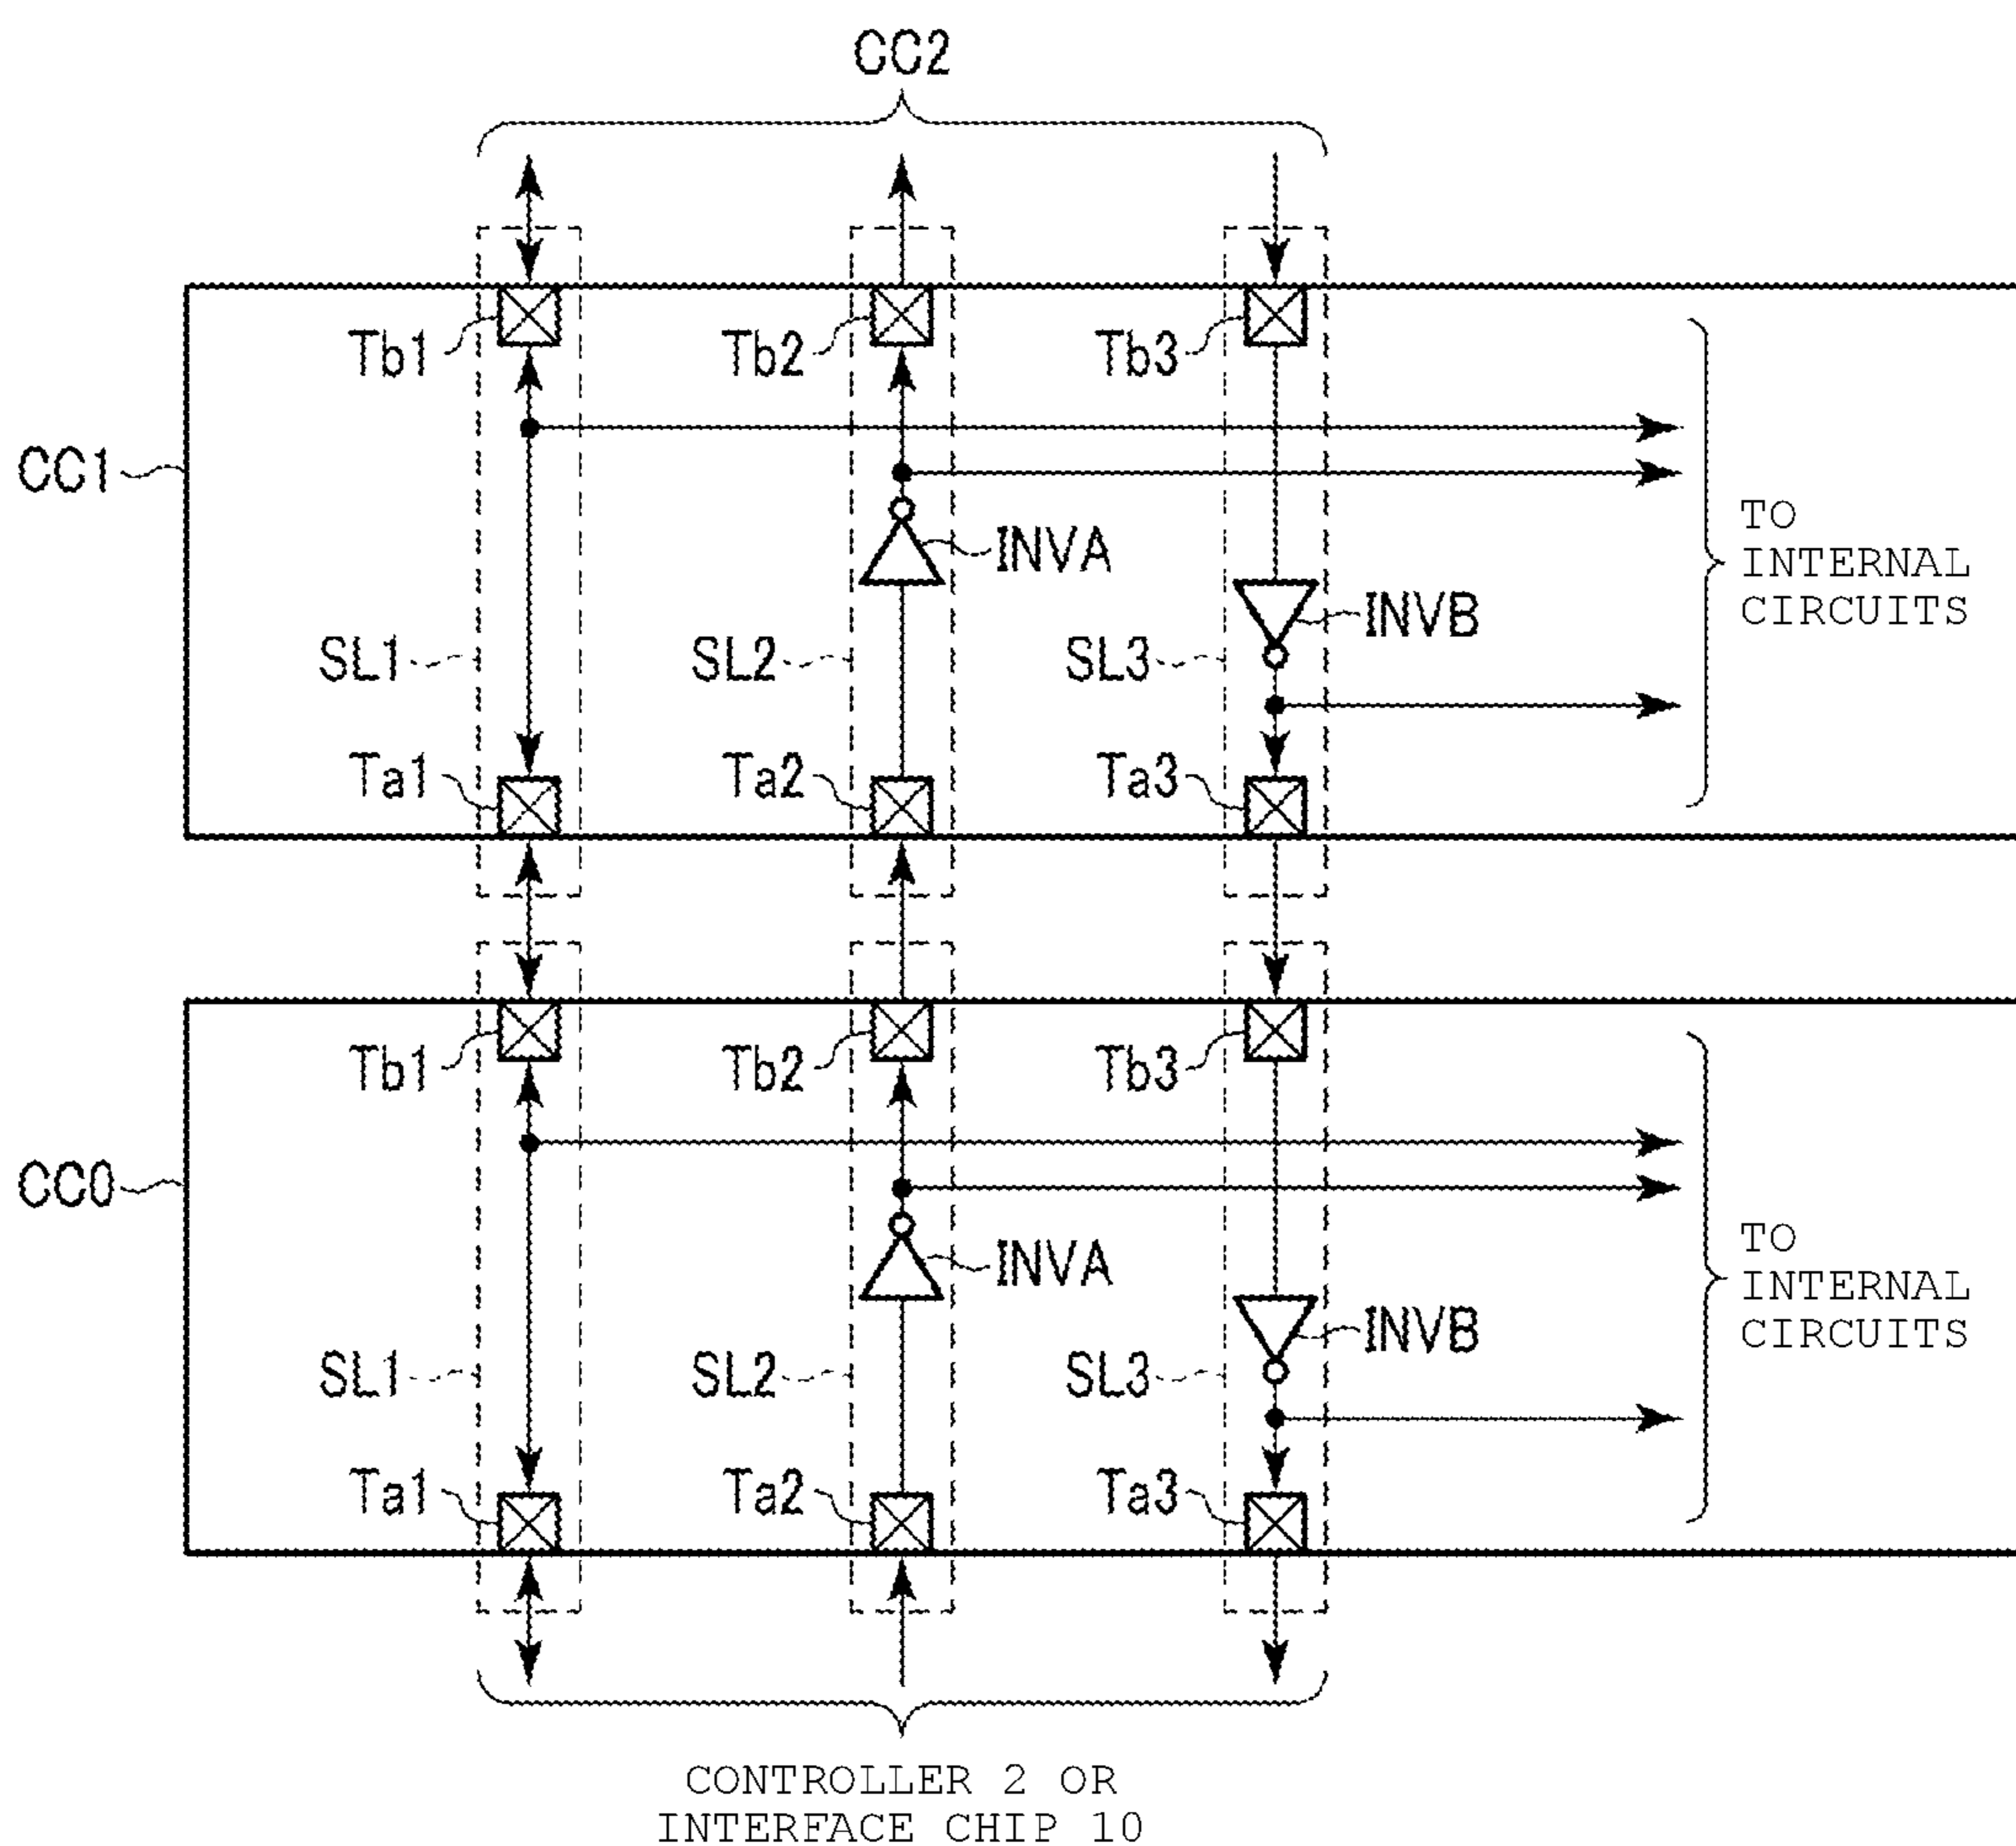 CC2
Tb1
Tb2
Tb3
CC1
INVA
TO
INTERNAL
CIRCUITS
INVB
SL1
SL2
SL3
Ta1
Ta2
Ta3
Tb1
Tb2
Tb3
CC0
INVA
TO
INTERNAL
CIRCUITS
INVB
SL1
SL2
SL3
Ta1
Ta2
Ta3
CONTROLLER 2 OR
INTERFACE CHIP 10